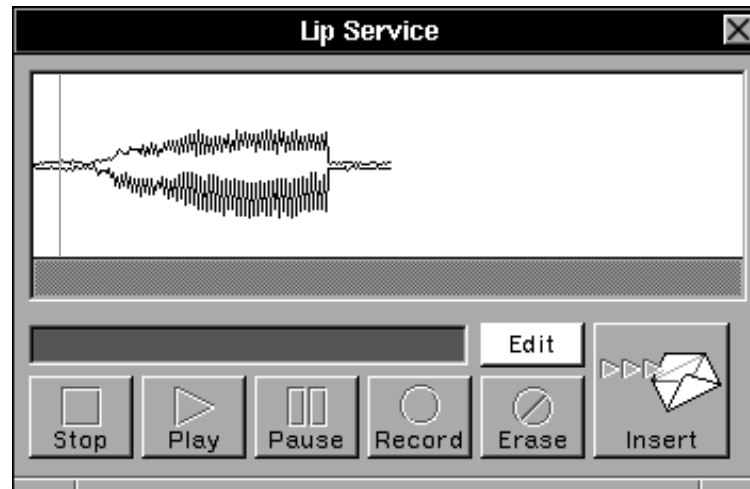 Lip Service
Edit
Stop
Play
Pause
Record
Erase
Insert